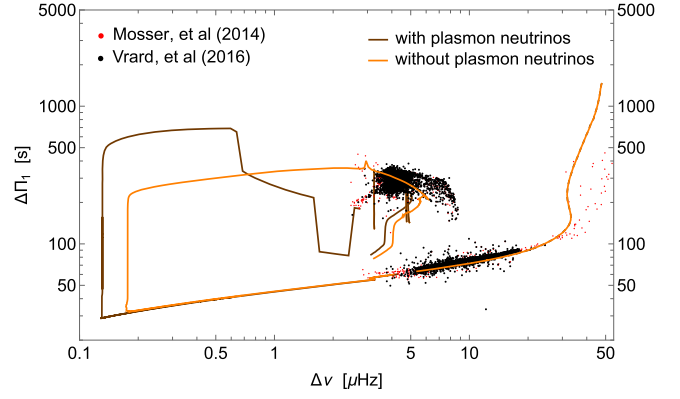 5000
5000
Mosser, et al (2014)
with plasmon neutrinos
Vrard, et al (2016)
without plasmon neutrinos
1000
1000
500
500
ΔΠ₁ [s]
100
100
50
50
0.1
0.5
1
5
10
50
Δν [μHz]